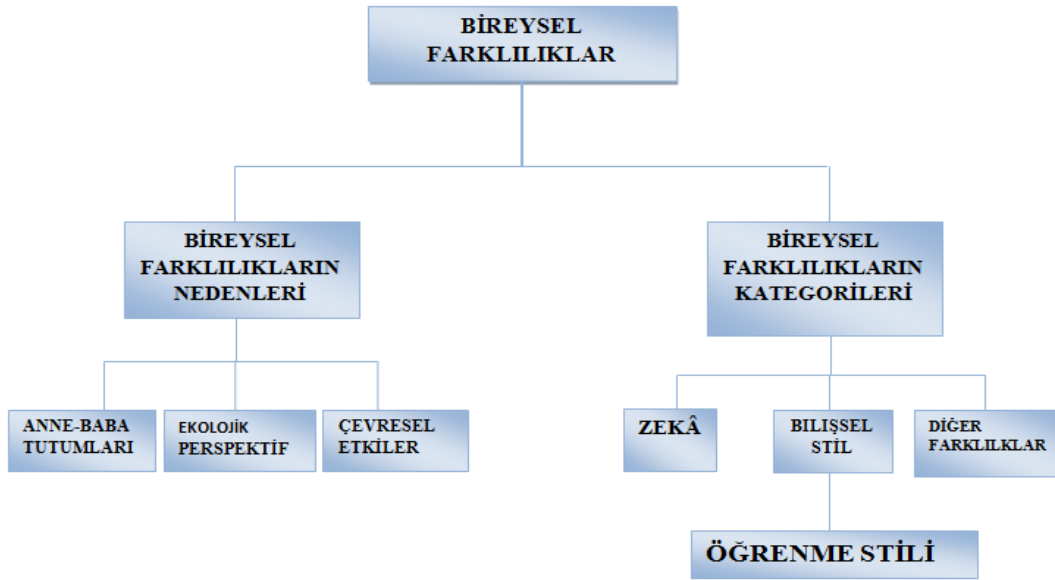 BİREYSEL
FARKLILIKLAR
BİREYSEL
FARKLILIKLARIN
NEDENLERİ
BİREYSEL
FARKLILIKLARIN
KATEGORİLERİ
ANNE-BABA
TUTUMLARI
EKOLOJİK
PERSPEKTİF
ÇEVRESEL
ETKİLER
ZEKÂ
BILIŞSEL
STİL
DİĞER
FARKLILKLAR
ÖĞRENME STİLİ